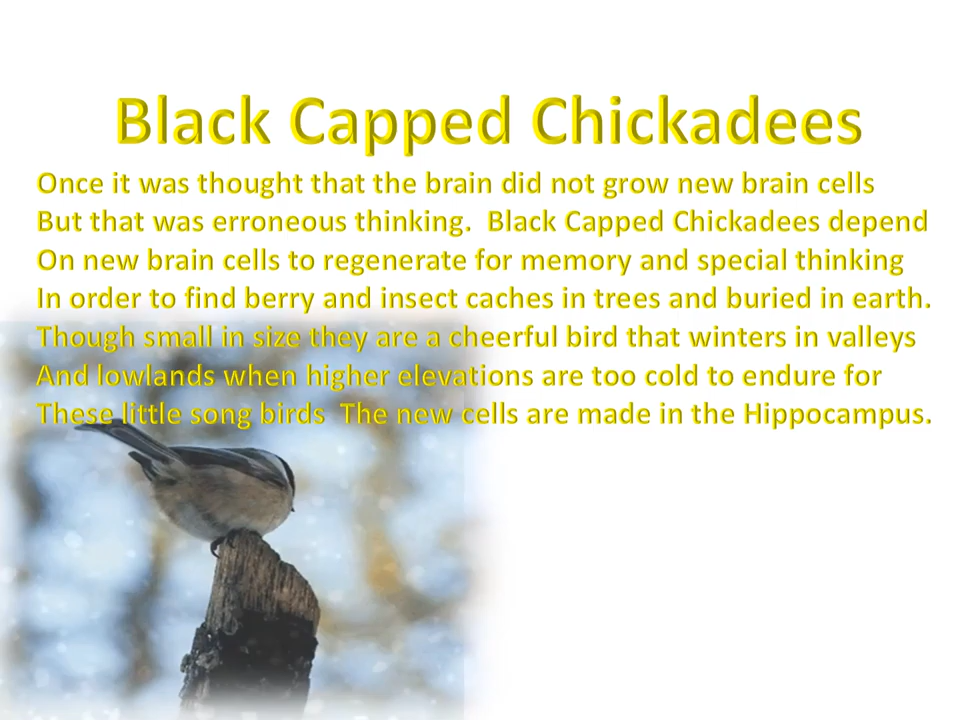 Black Capped Chickadees
Once it was thought that the brain did not grow new brain cells
But that was erroneous thinking.  Black Capped Chickadees depend
On new brain cells to regenerate for memory and special thinking
In order to find berry and insect caches in trees and buried in earth.
Though small in size they are a cheerful bird that winters in valleys
And lowlands when higher elevations are too cold to endure for
These little song birds  The new cells are made in the Hippocampus.